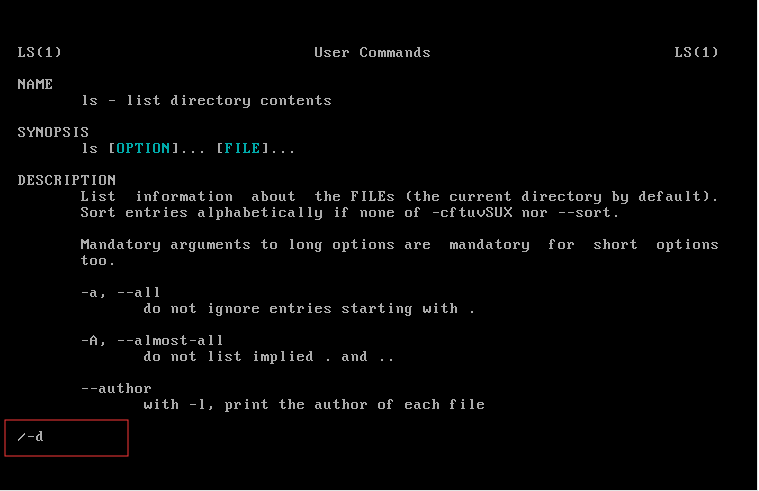 LS(1) User Commands LS(1)
NAME
ls - list directory contents
SYNOPSIS
ls [OPTION]... [FILE]...
DESCRIPTION
List information about the FILEs (the current directory by default).
Sort entries alphabetically if none of -cftuvSUX nor --sort.
Mandatory arguments to long options are mandatory for short options
too.
-a, --all
do not ignore entries starting with .
-A, --almost-all
do not list implied . and ..
--author
with -l, print the author of each file
/-d